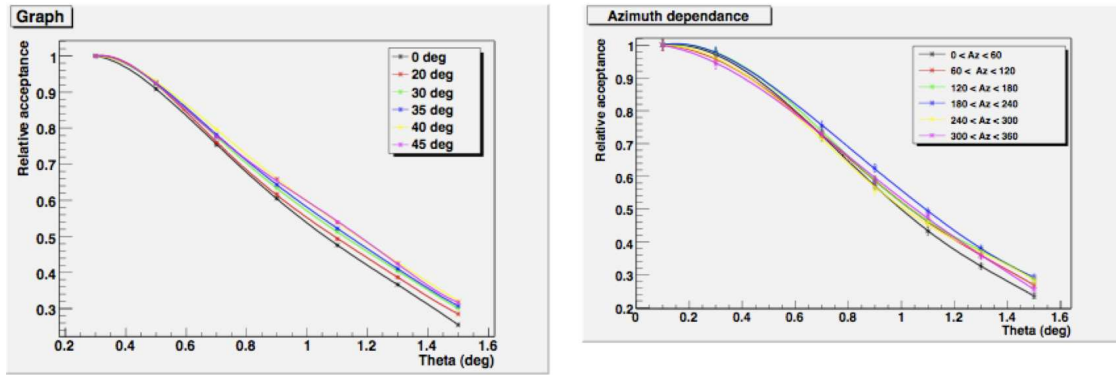 Graph
Relative acceptance
1
0.9
0.8
0.7
0.6
0.5
0.4
0.3
0 deg
20 deg
30 deg
35 deg
40 deg
45 deg
0.2 0.4 0.6 0.8 1 1.2 1.4 1.6
Theta (deg)
Azimuth dependance
Relative acceptance
1
0.9
0.8
0.7
0.6
0.5
0.4
0.3
0.2
0 < Az < 60
60 < Az < 120
120 < Az < 180
180 < Az < 240
240 < Az < 300
300 < Az < 360
0 0.2 0.4 0.6 0.8 1 1.2 1.4 1.6
Theta (deg)